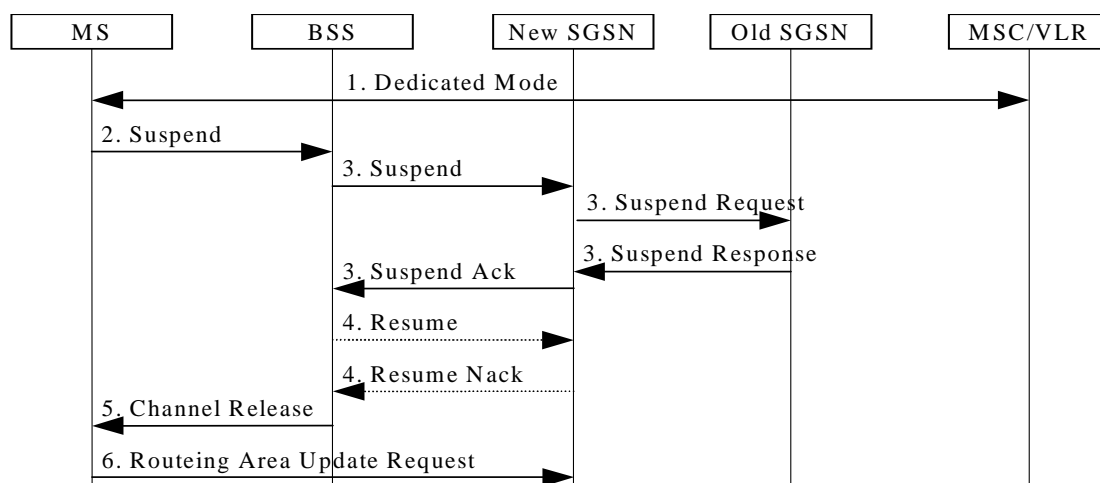 MS BSS New SGSN Old SGSN MSC/VLR
1. Dedicated Mode
2. Suspend
3. Suspend
3. Suspend Request
3. Suspend Response
3. Suspend Ack
4. Resume
4. Resume Nack
5. Channel Release
6. Routeing Area Update Request